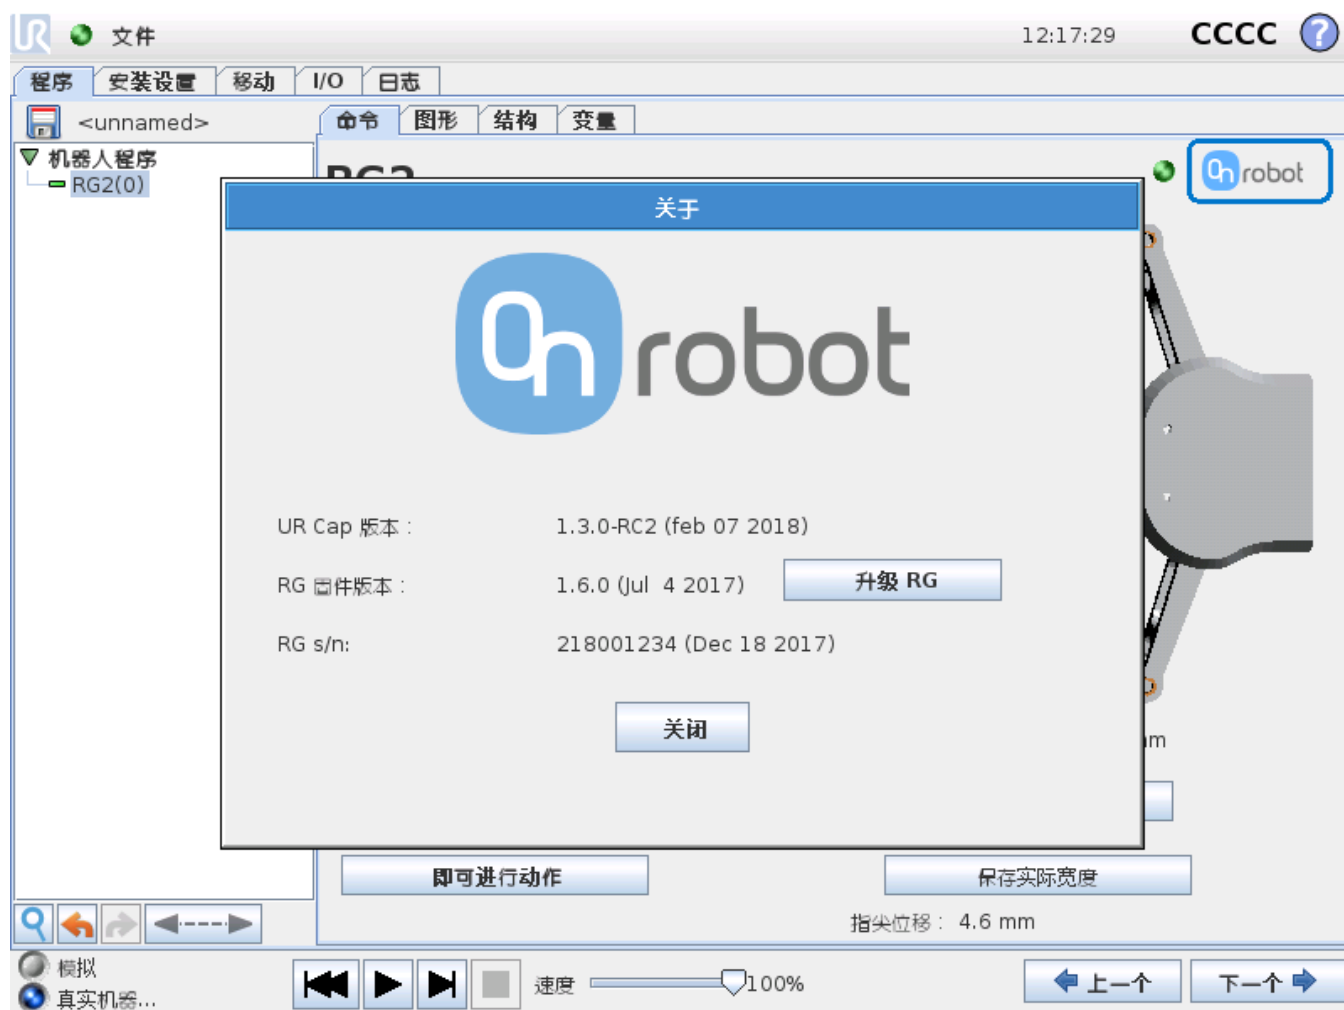 UR 文件 12:17:29 CCCC ?
程序 安装设置 移动 I/O 日志
<unnamed> 命令 图形 结构 变量
机器人程序
RG2(0)
RG2
On robot
关于
On robot
UR Cap 版本 : 1.3.0-RC2 (feb 07 2018)
RG 固件版本 : 1.6.0 (Jul 4 2017) 升级 RG
RG s/n: 218001234 (Dec 18 2017)
关闭
mm
即可进行动作 保存实际宽度
指尖位移 : 4.6 mm
模拟
真实机器...
速度 100% 上一个 下一个